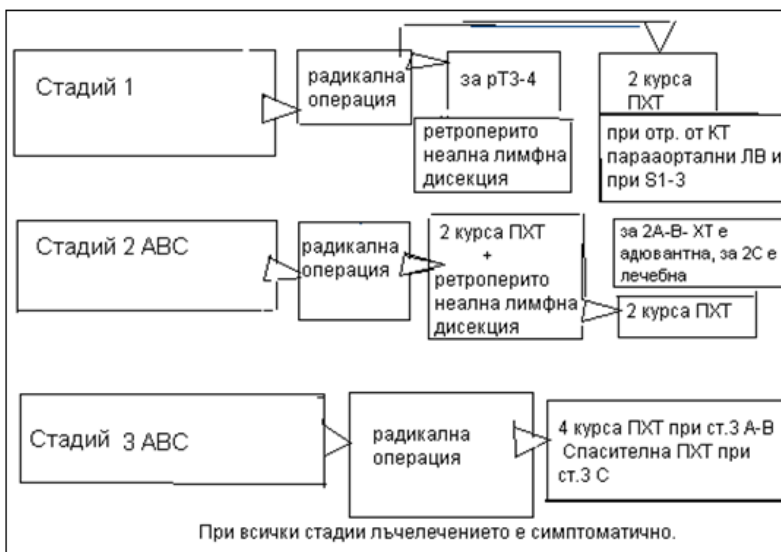 Стадий 1
радикална
операция
за pT3-4
ретроперито
неална лимфна
дисекция
2 курса
ПХТ
при отр. от КТ
парааортални ЛВ и
при S1-3
Стадий 2 АВС
радикална
операция
2 курса ПХТ
+
ретроперито
неална лимфна
дисекция
за 2А-В- ХТ е
адювантна, за 2С е
лечебна
2 курса ПХТ
Стадий 3 АВС
радикална
операция
4 курса ПХТ при ст.3 А-В
Спасителна ПХТ при
ст.3 С
При всички стадии лъчелечението е симптоматично.